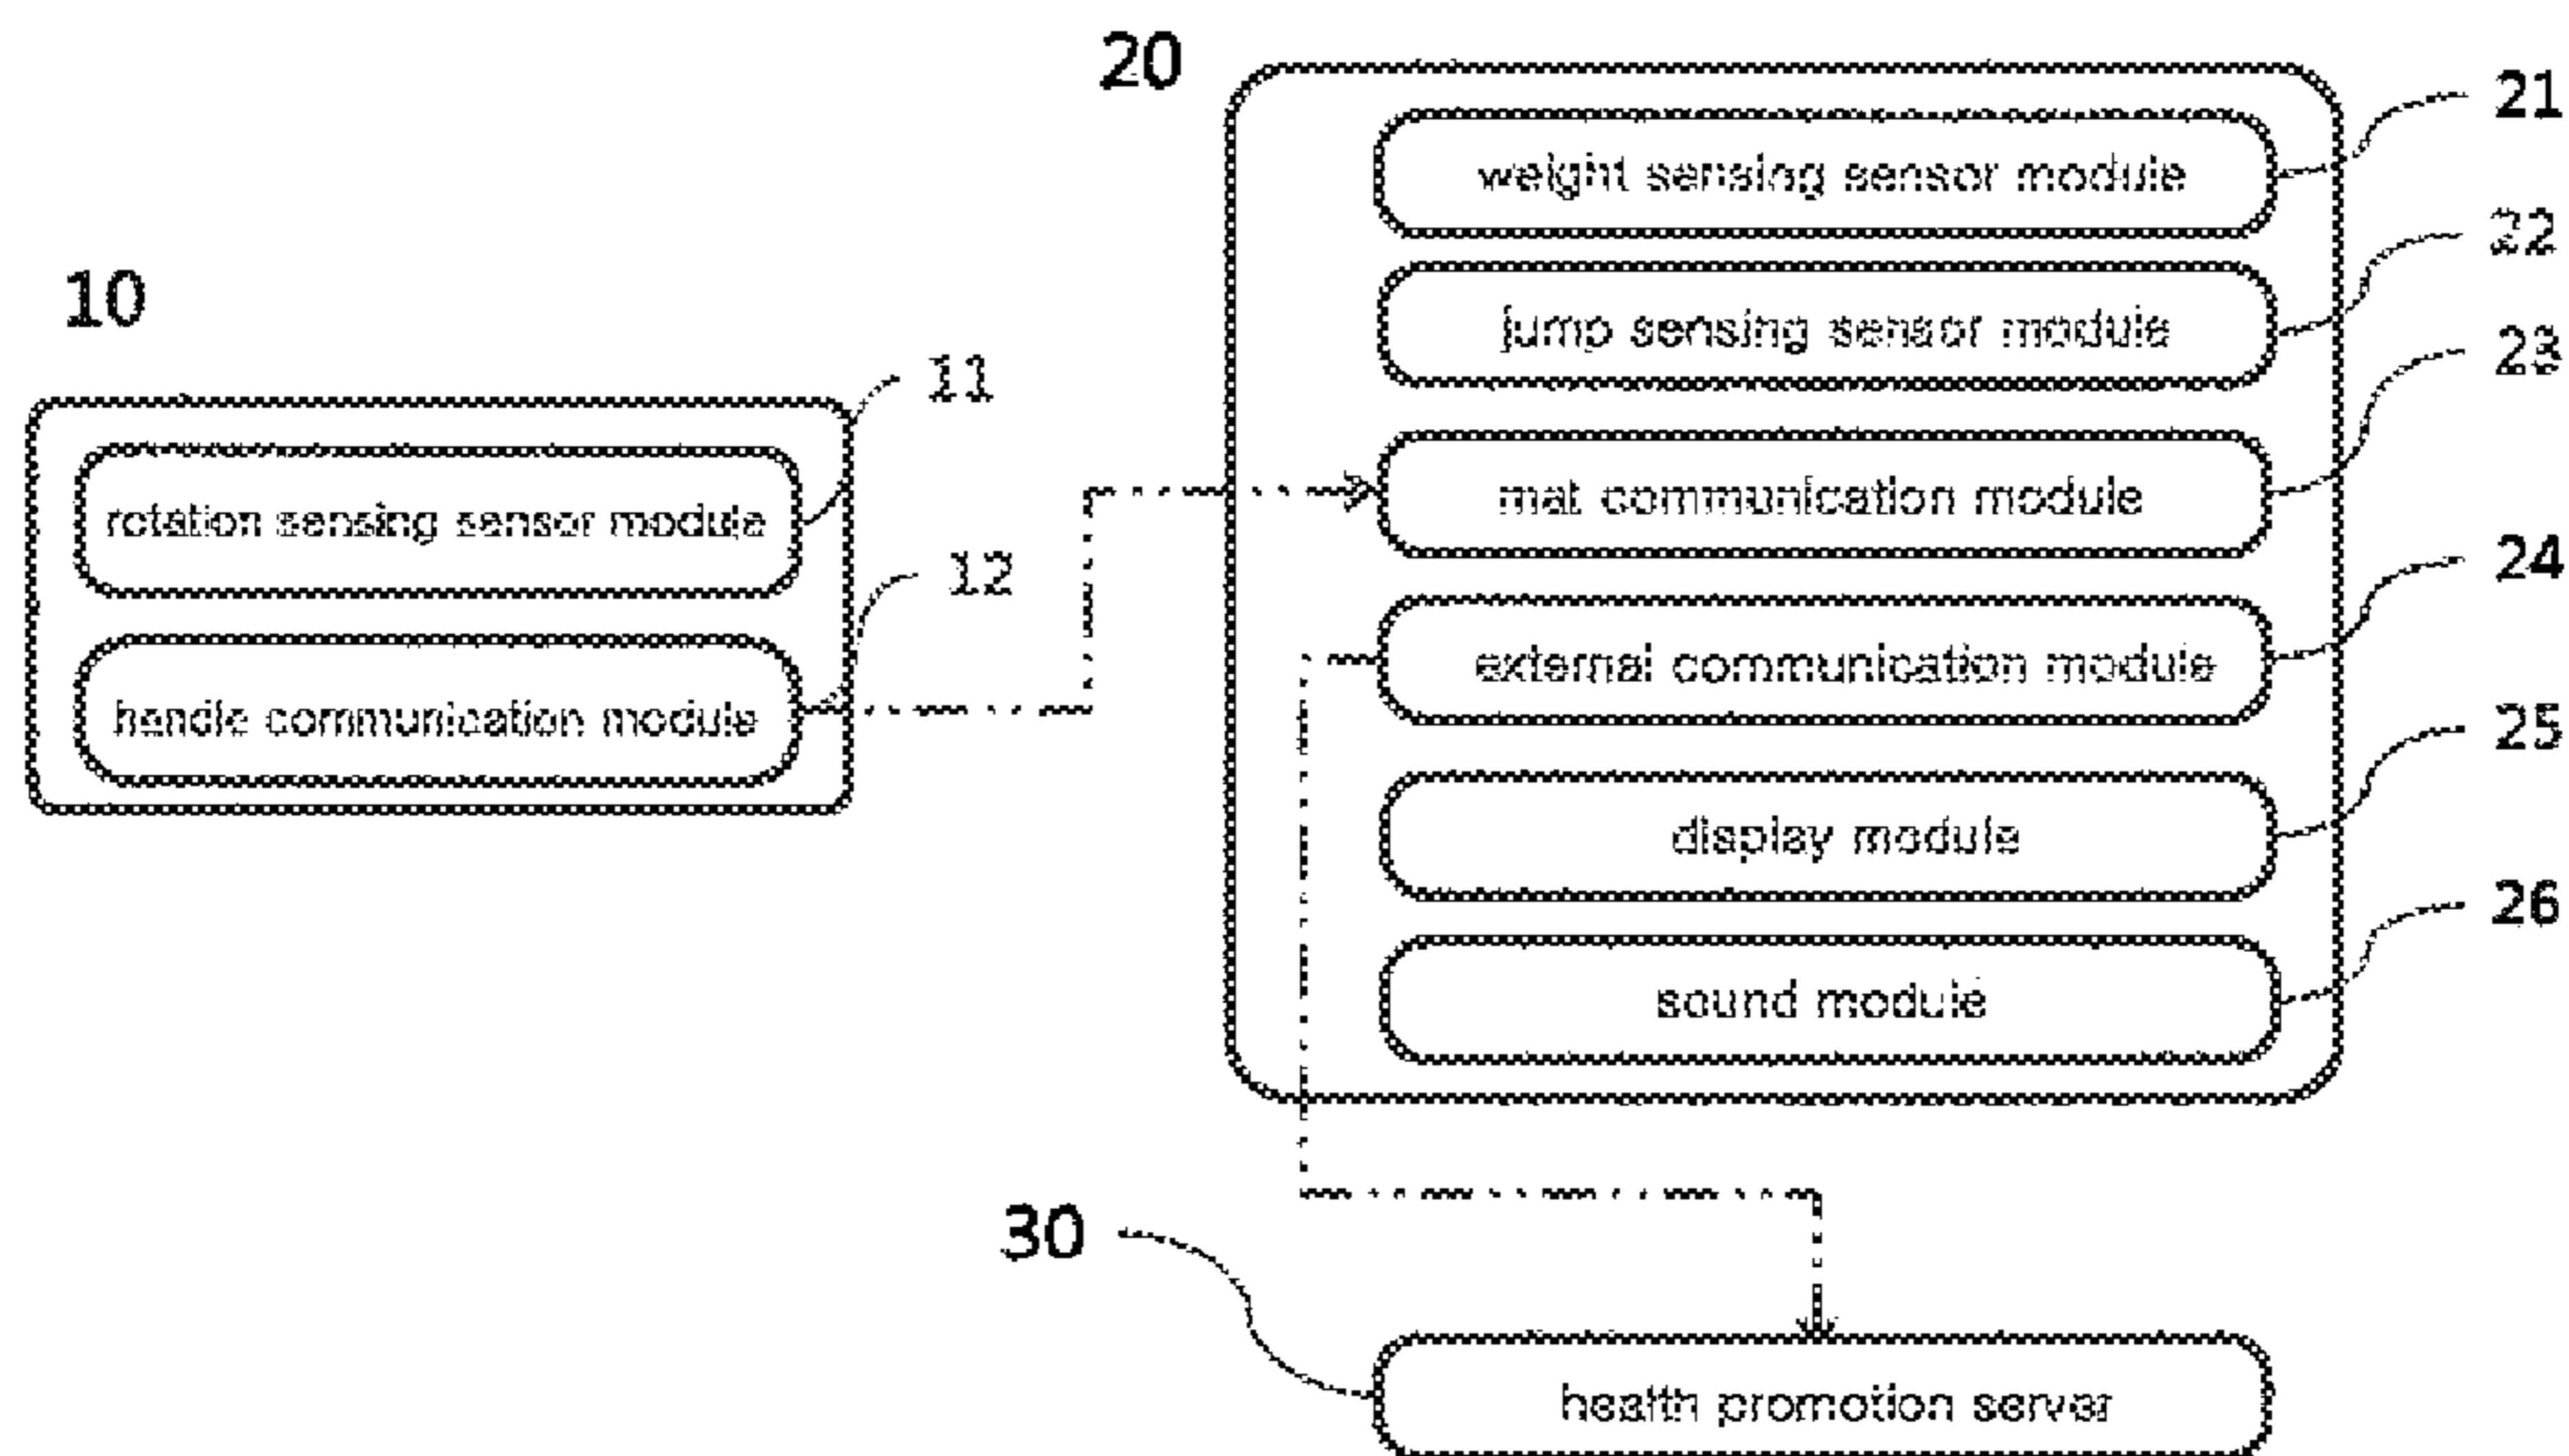 20
21
weight sensing sensor module
22
jump sensing sensor module
10
23
11
mat communication module
rotation sensing sensor module
24
12
external communication module
handle communication module
25
display module
26
sound module
30
health promotion server